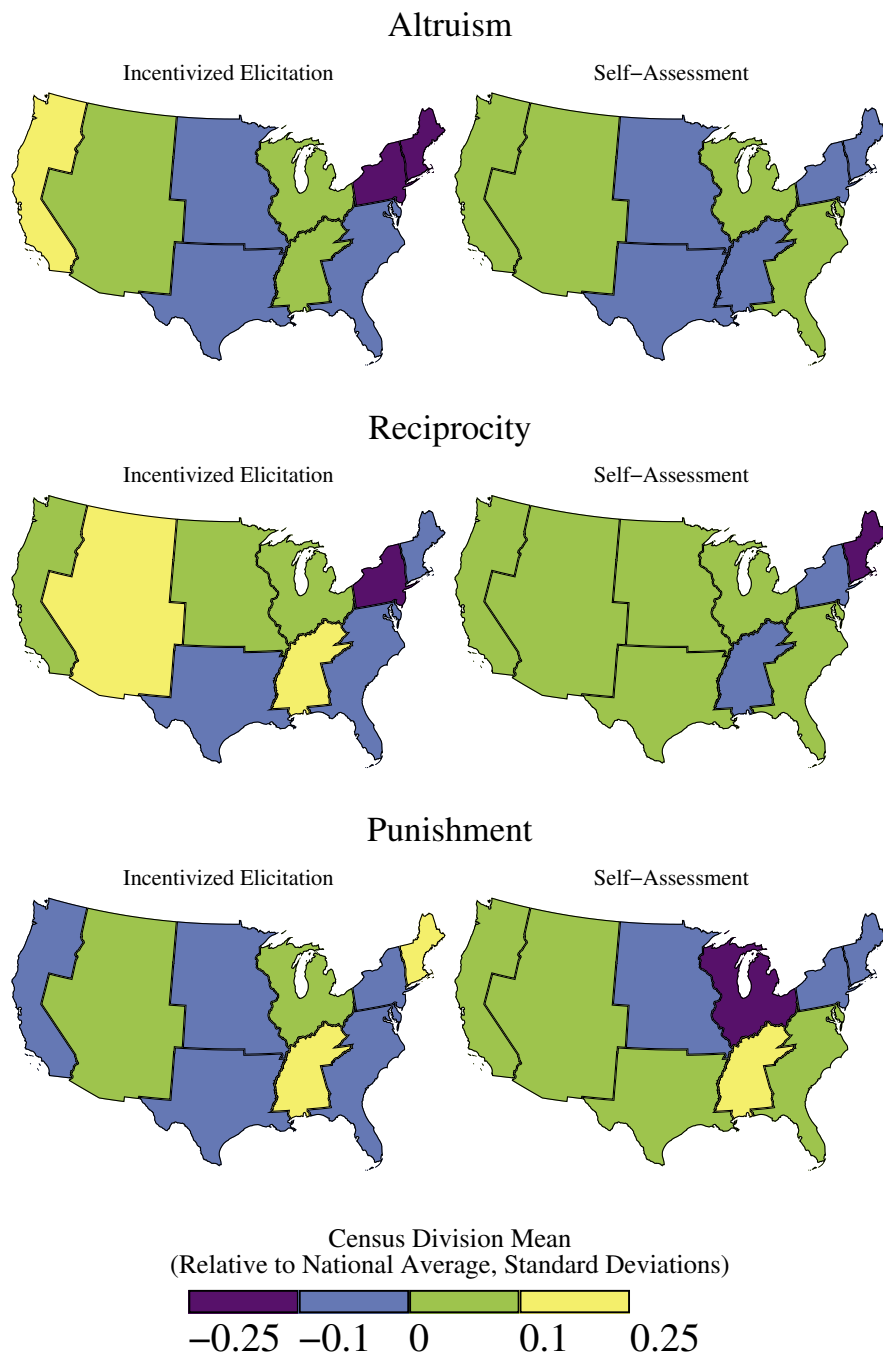 Altruism
Incentivized Elicitation
Self−Assessment
Reciprocity
Incentivized Elicitation
Self−Assessment
Punishment
Incentivized Elicitation
Self−Assessment
Census Division Mean
(Relative to National Average, Standard Deviations)
−0.25 −0.1 0 0.1 0.25